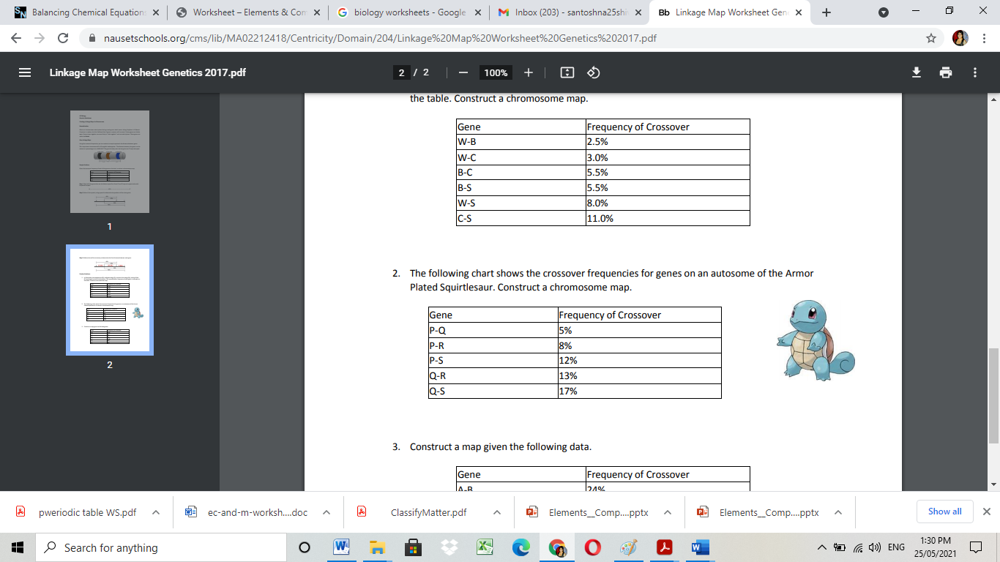 Balancing Chemical Equation
Worksheet – Elements & Com
biology worksheets - Google
Inbox (203) - santoshna25shi
Bb Linkage Map Worksheet Gen
nausetschools.org/cms/lib/MA02212418/Centricity/Domain/204/Linkage%20Map%20Worksheet%20Genetics%202017.pdf
Linkage Map Worksheet Genetics 2017.pdf
2 / 2
100%
1
2
the table. Construct a chromosome map.
Gene Frequency of Crossover
W-B 2.5%
W-C 3.0%
B-C 5.5%
B-S 5.5%
W-S 8.0%
C-S 11.0%
2. The following chart shows the crossover frequencies for genes on an autosome of the Armor
Plated Squirtlesaur. Construct a chromosome map.
Gene Frequency of Crossover
P-Q 5%
P-R 8%
P-S 12%
Q-R 13%
Q-S 17%
3. Construct a map given the following data.
Gene Frequency of Crossover
A-B 24%
pweriodic table WS.pdf
ec-and-m-worksh....doc
ClassifyMatter.pdf
Elements__Comp....pptx
Elements__Comp....pptx
Show all
Search for anything
ENG
1:30 PM
25/05/2021